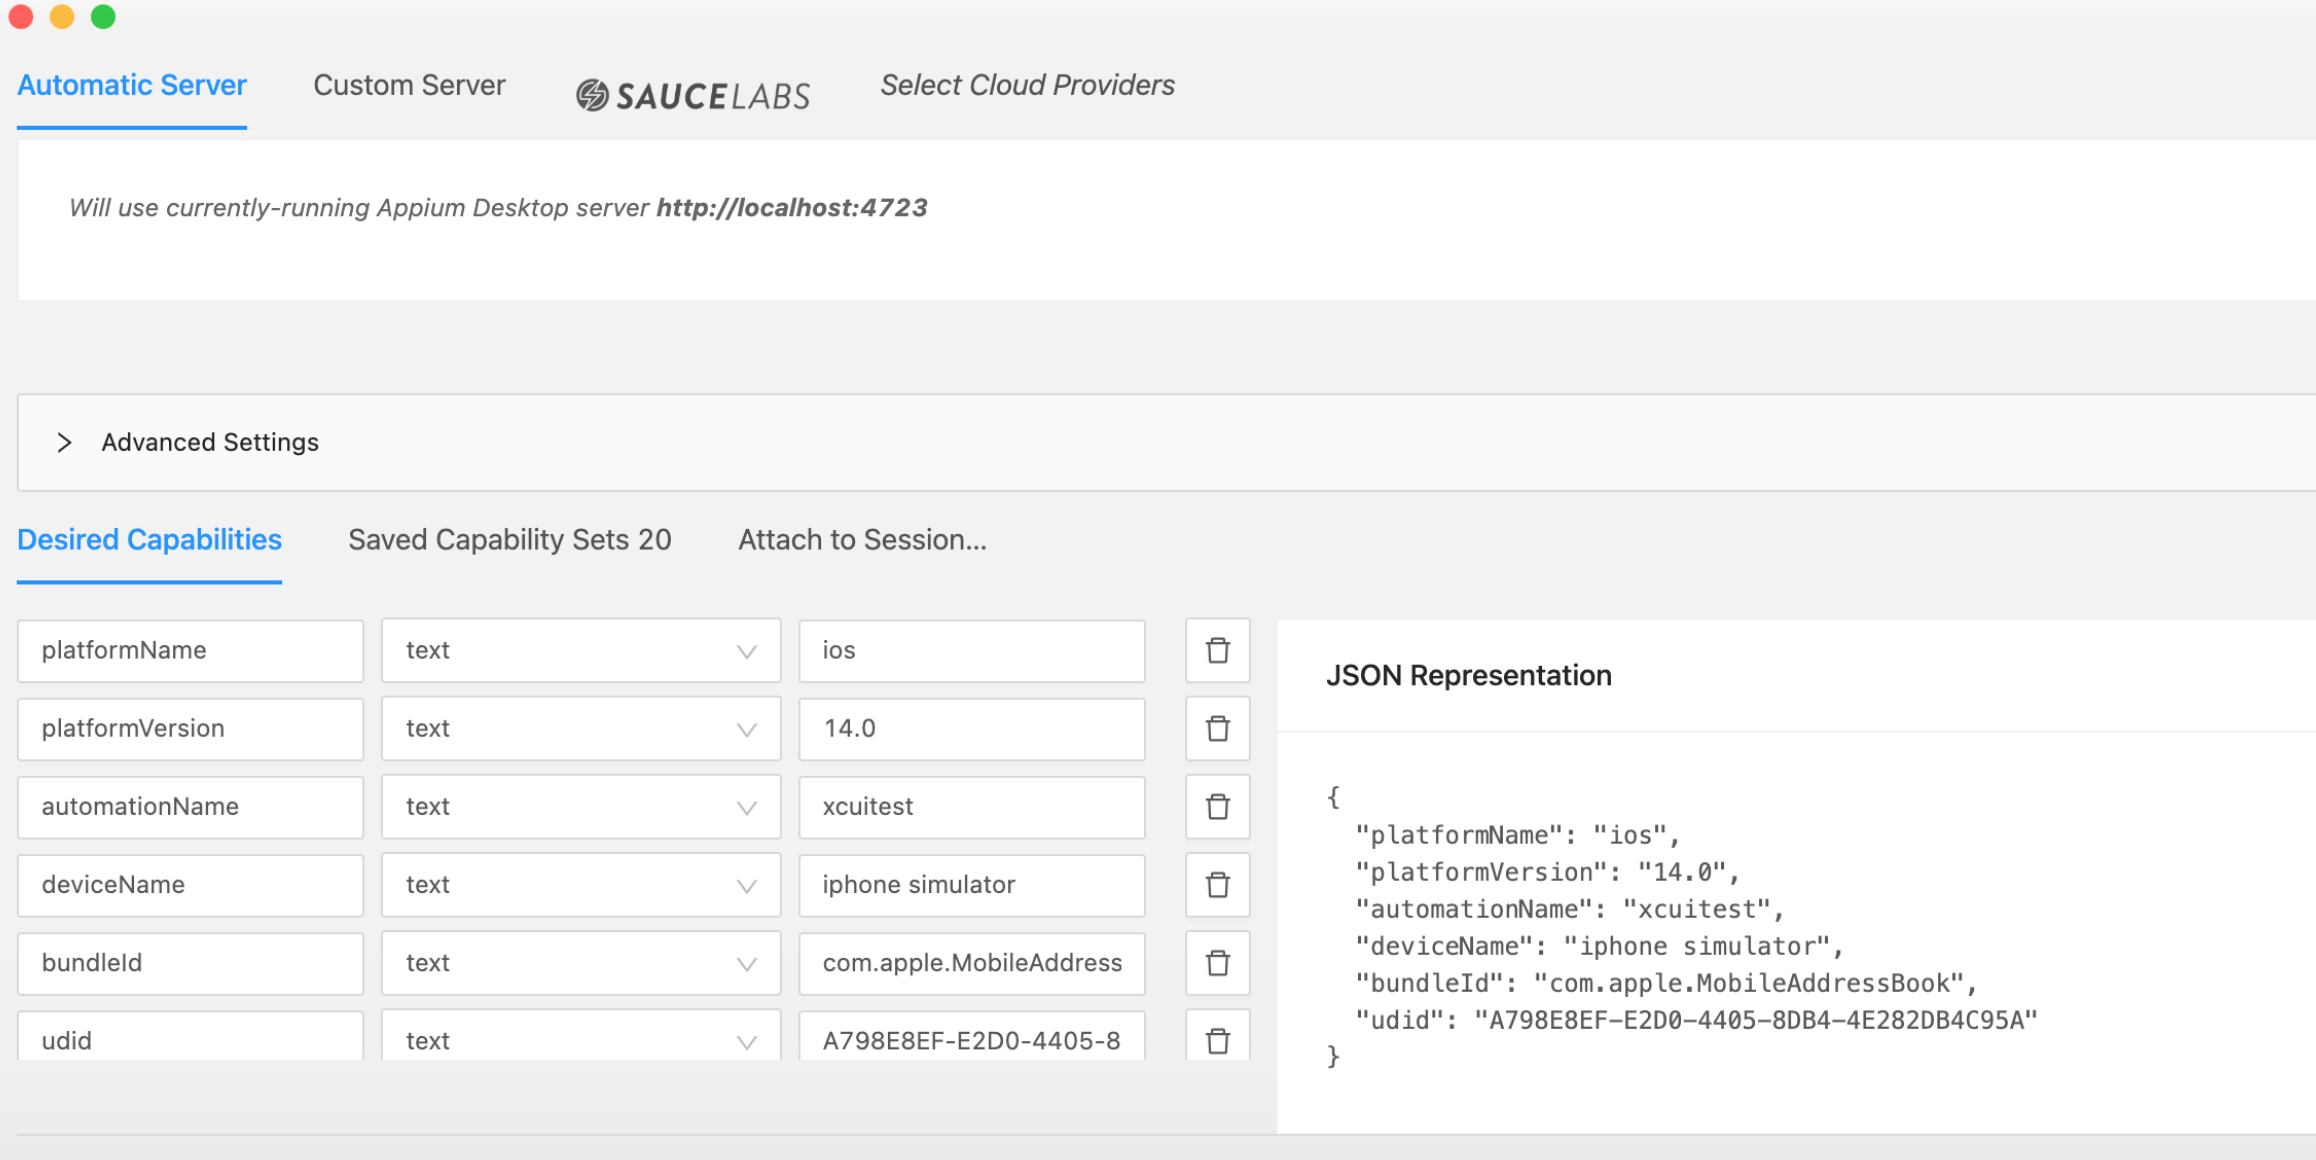 Automatic Server
Custom Server
SAUCELABS
Select Cloud Providers
Will use currently-running Appium Desktop server http://localhost:4723
Advanced Settings
Desired Capabilities
Saved Capability Sets 20
Attach to Session...
platformName
text
ios
platformVersion
text
14.0
automationName
text
xcuitest
deviceName
text
iphone simulator
bundleId
text
com.apple.MobileAddress
udid
text
A798E8EF-E2D0-4405-8
JSON Representation
{
"platformName": "ios",
"platformVersion": "14.0",
"automationName": "xcuitest",
"deviceName": "iphone simulator",
"bundleId": "com.apple.MobileAddressBook",
"udid": "A798E8EF-E2D0-4405-8DB4-4E282DB4C95A"
}